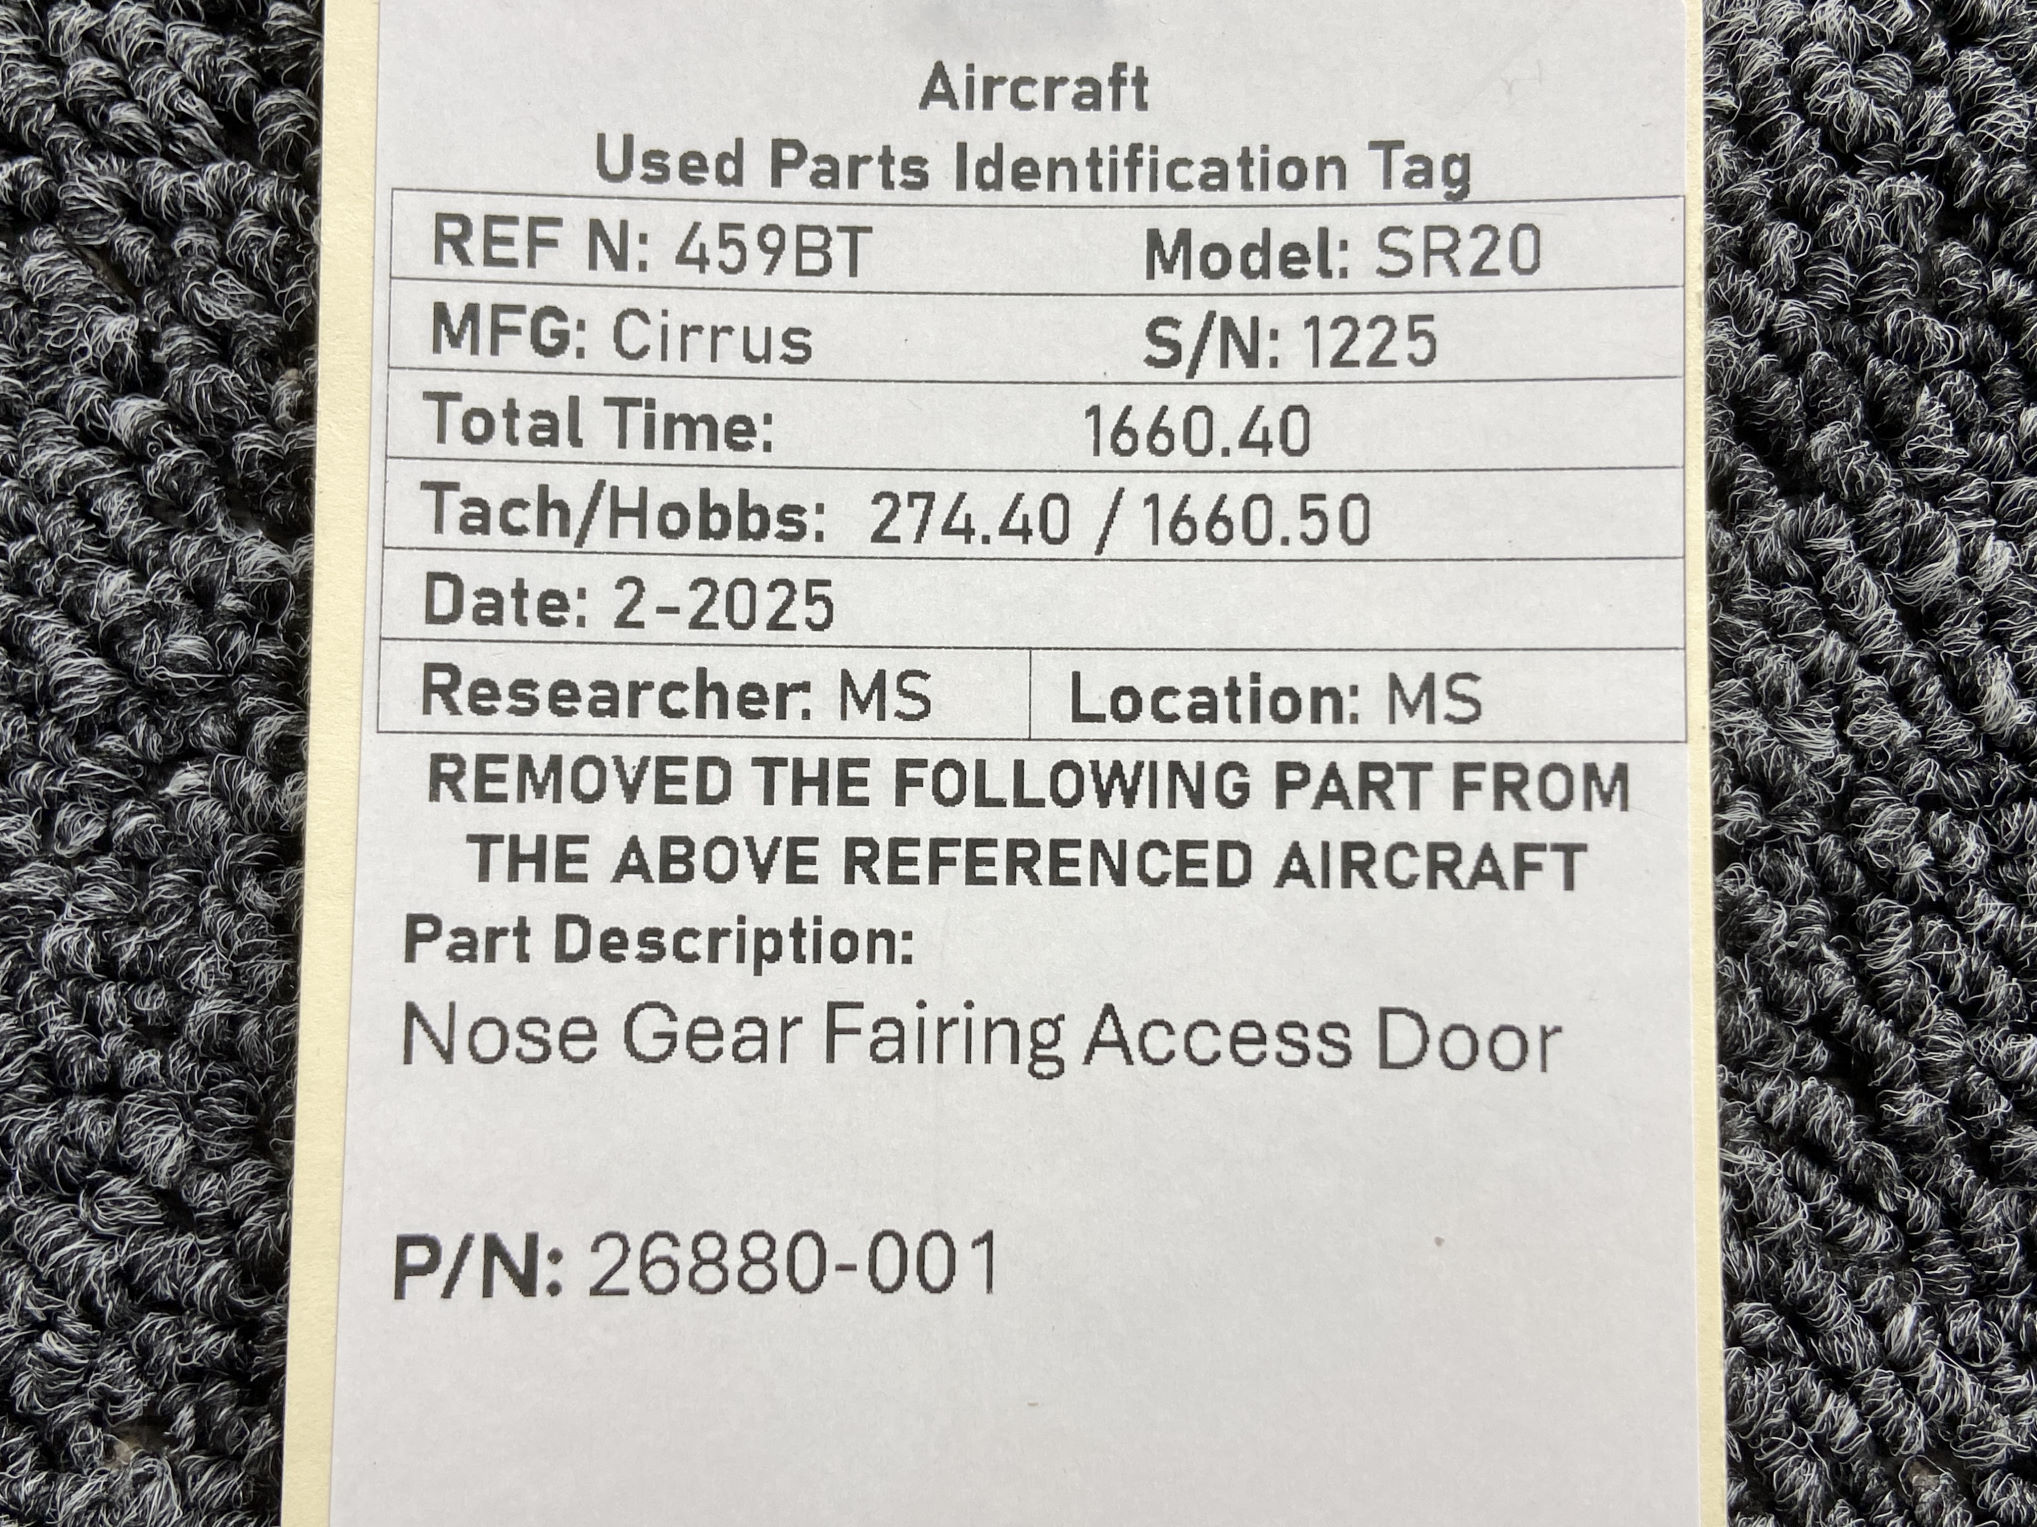 Aircraft
Used Parts Identification Tag
REF N: 459BT Model: SR20
MFG: Cirrus S/N: 1225
Total Time: 1660.40
Tach/Hobbs: 274.40 / 1660.50
Date: 2-2025
Researcher: MS Location: MS
REMOVED THE FOLLOWING PART FROM
THE ABOVE REFERENCED AIRCRAFT
Part Description:
Nose Gear Fairing Access Door
P/N: 26880-001